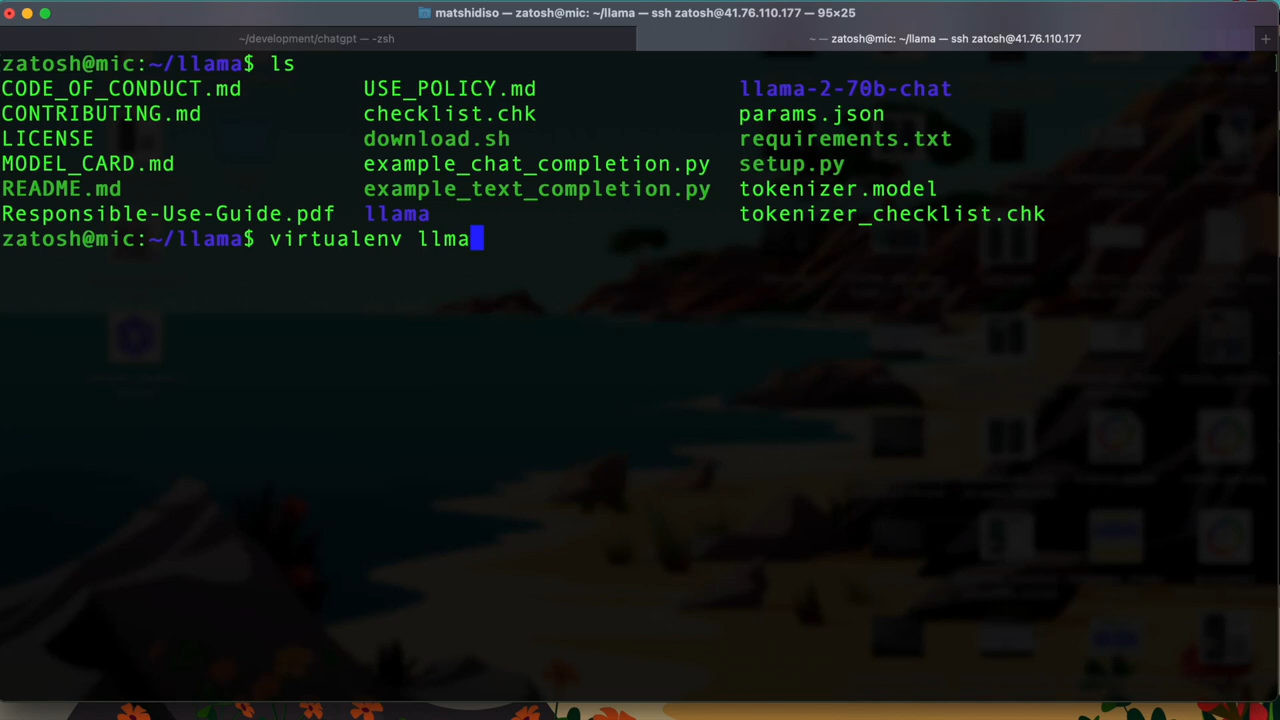 matshidiso — zatosh@mic: ~/llama — ssh zatosh@41.76.110.177 — 95×25
~/development/chatgpt — -zsh
~ — zatosh@mic: ~/llama — ssh zatosh@41.76.110.177
+
zatosh@mic:~/llama$ ls
CODE_OF_CONDUCT.md USE_POLICY.md llama-2-70b-chat
CONTRIBUTING.md checklist.chk params.json
LICENSE download.sh requirements.txt
MODEL_CARD.md example_chat_completion.py setup.py
README.md example_text_completion.py tokenizer.model
Responsible-Use-Guide.pdf llama tokenizer_checklist.chk
zatosh@mic:~/llama$ virtualenv llma